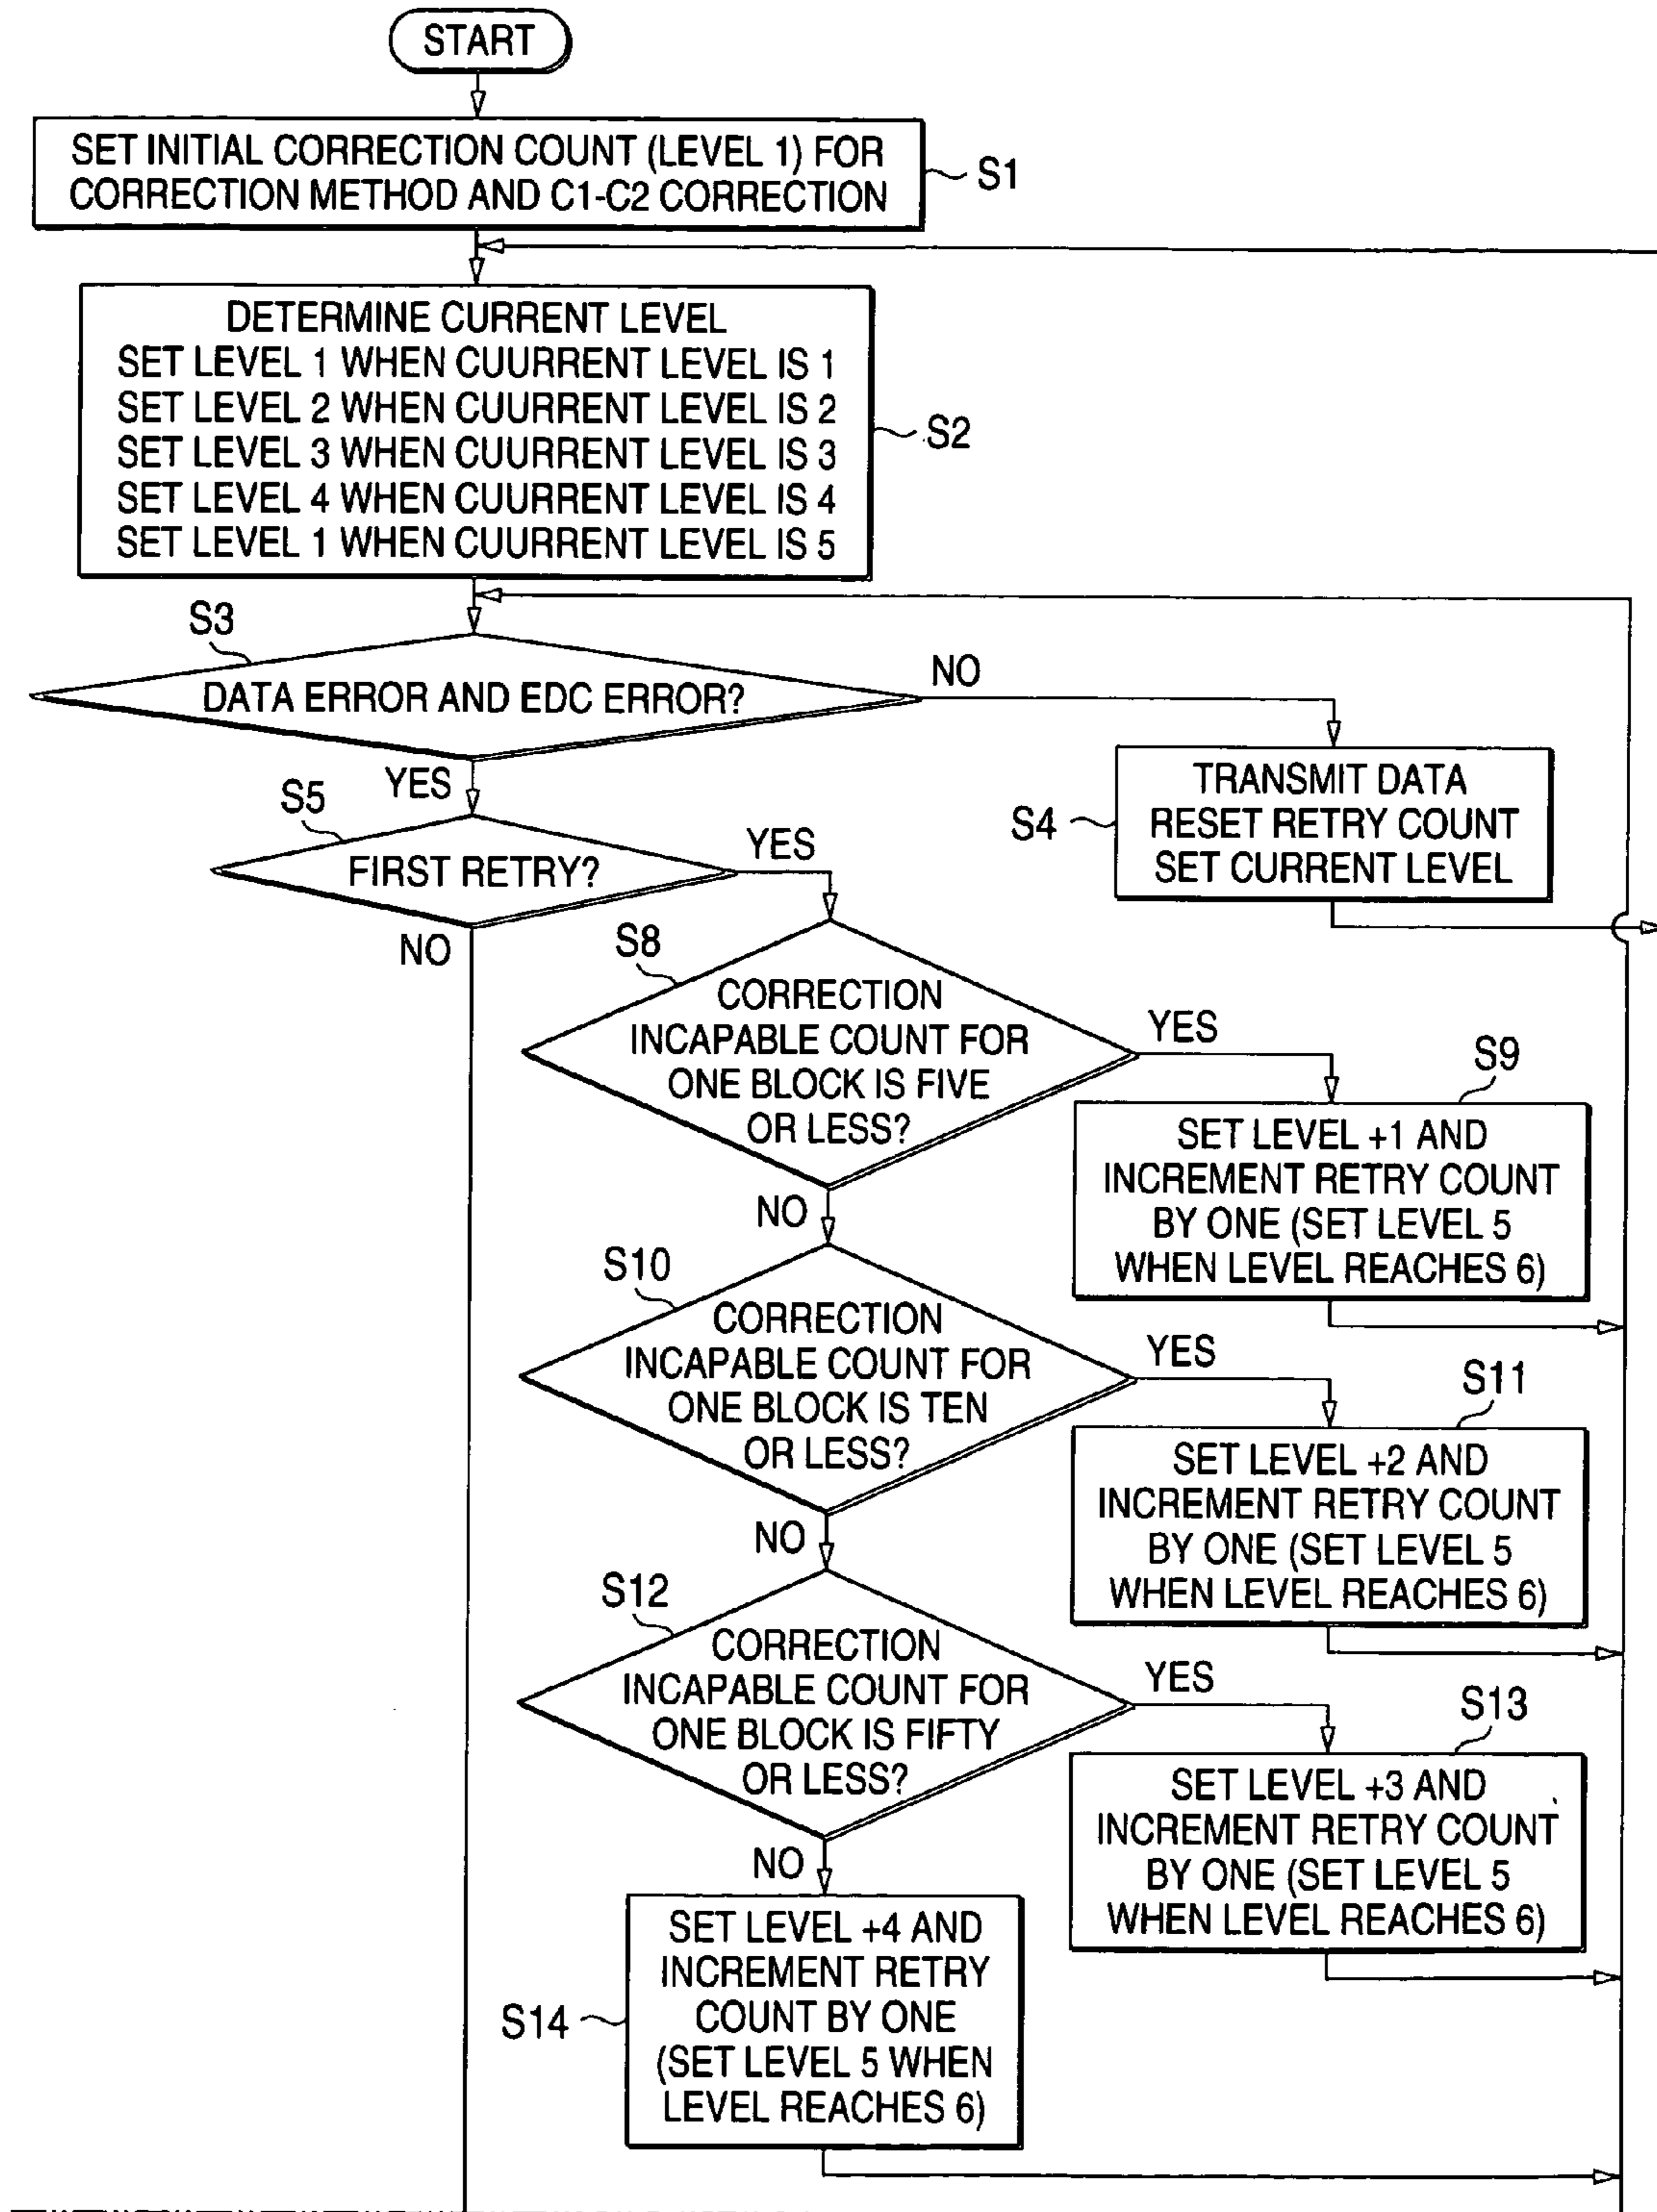 START
SET INITIAL CORRECTION COUNT (LEVEL 1) FOR
CORRECTION METHOD AND C1-C2 CORRECTION
S1
DETERMINE CURRENT LEVEL
SET LEVEL 1 WHEN CUURRENT LEVEL IS 1
SET LEVEL 2 WHEN CUURRENT LEVEL IS 2
SET LEVEL 3 WHEN CUURRENT LEVEL IS 3
SET LEVEL 4 WHEN CUURRENT LEVEL IS 4
SET LEVEL 1 WHEN CUURRENT LEVEL IS 5
S2
S3
DATA ERROR AND EDC ERROR?
NO
YES
TRANSMIT DATA
RESET RETRY COUNT
SET CURRENT LEVEL
S4
S5
FIRST RETRY?
YES
NO
S8
CORRECTION
INCAPABLE COUNT FOR
ONE BLOCK IS FIVE
OR LESS?
YES
S9
SET LEVEL +1 AND
INCREMENT RETRY COUNT
BY ONE (SET LEVEL 5
WHEN LEVEL REACHES 6)
NO
S10
CORRECTION
INCAPABLE COUNT FOR
ONE BLOCK IS TEN
OR LESS?
YES
S11
SET LEVEL +2 AND
INCREMENT RETRY COUNT
BY ONE (SET LEVEL 5
WHEN LEVEL REACHES 6)
NO
S12
CORRECTION
INCAPABLE COUNT FOR
ONE BLOCK IS FIFTY
OR LESS?
YES
S13
SET LEVEL +3 AND
INCREMENT RETRY COUNT
BY ONE (SET LEVEL 5
WHEN LEVEL REACHES 6)
NO
SET LEVEL +4 AND
INCREMENT RETRY
COUNT BY ONE
(SET LEVEL 5 WHEN
LEVEL REACHES 6)
S14